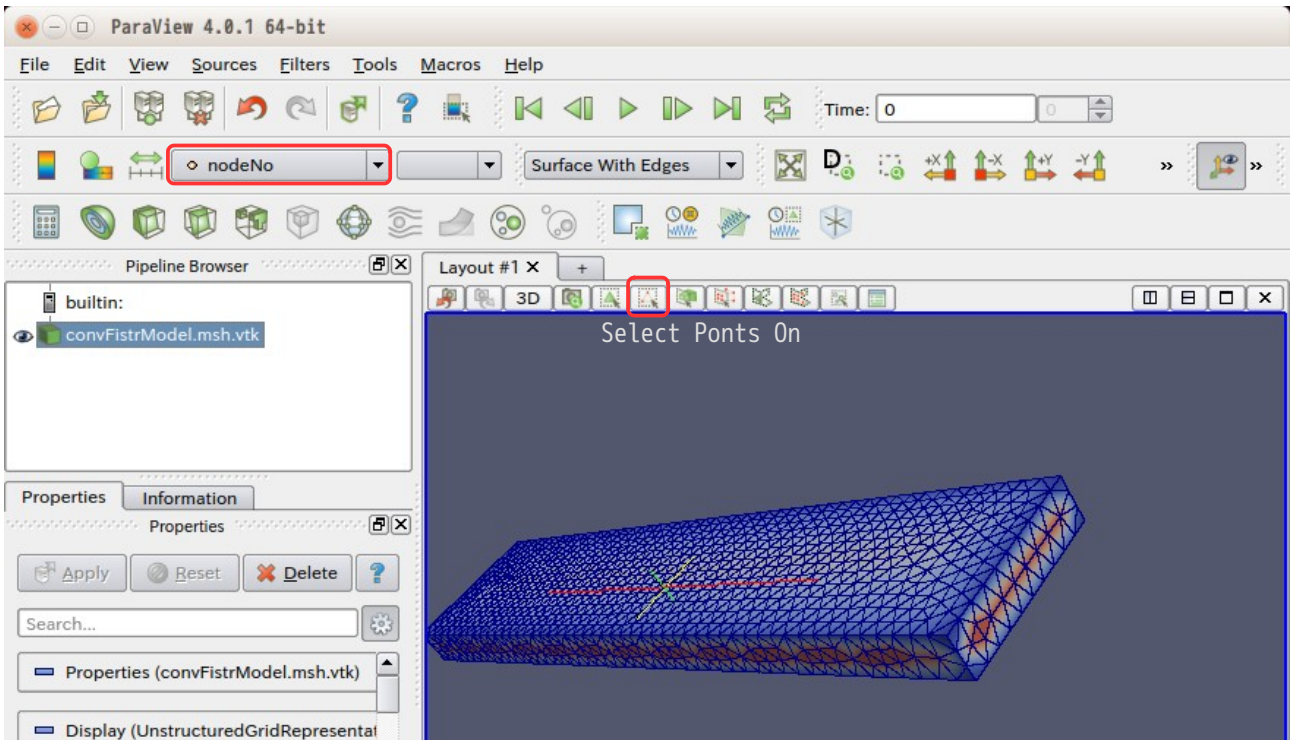 ParaView 4.0.1 64-bit
File Edit View Sources Filters Tools Macros Help
Time: 0 0
nodeNo Surface With Edges +X -X +Y -Y »  »
Pipeline Browser
Layout #1 +
builtin:
3D
convFistrModel.msh.vtk
Select Ponts On
Properties Information
Properties
Apply Reset Delete ?
Search...
Properties (convFistrModel.msh.vtk)
Display (UnstructuredGridRepresentat